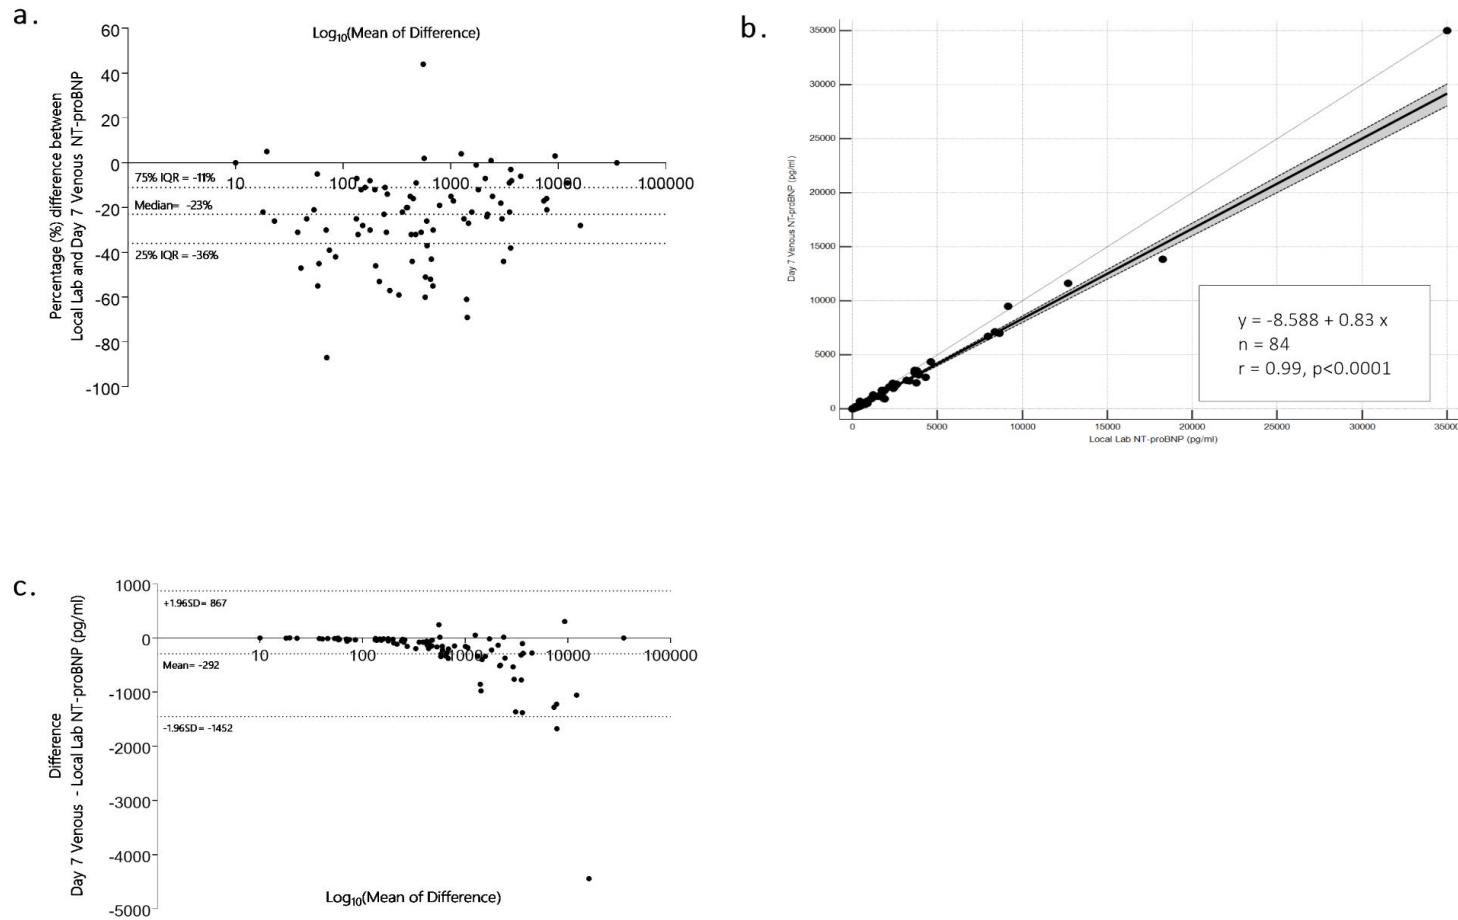 a.
Log10(Mean of Difference)
Percentage (%) difference between
Local Lab and Day 7 Venous NT-proBNP
60
40
20
0
-20
-40
-60
-80
-100
10
100
1000
10000
100000
75% IQR = -11%
Median= -23%
25% IQR = -36%
b.
Day 7 Venous NT-proBNP (pg/ml)
35000
30000
25000
20000
15000
10000
5000
0
y = -8.588 + 0.83 x
n = 84
r = 0.99, p<0.0001
0
5000
10000
15000
20000
25000
30000
35000
Local Lab NT-proBNP (pg/ml)
c.
Difference
Day 7 Venous - Local Lab NT-proBNP (pg/ml)
1000
0
-1000
-2000
-3000
-4000
-5000
+1.96SD= 867
10
100
1000
10000
100000
Mean= -292
-1.96SD= -1452
Log10(Mean of Difference)